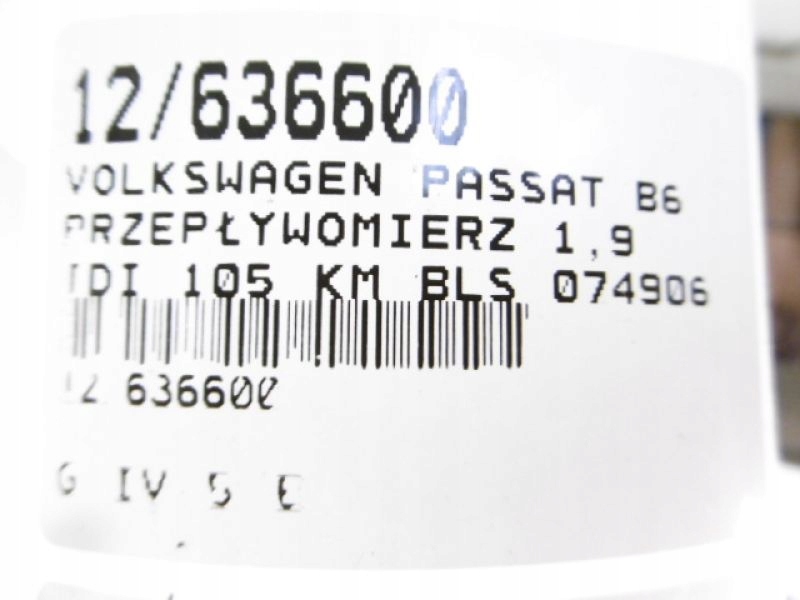 12/636600
VOLKSWAGEN PASSAT B6
PRZEPŁYWOMIERZ 1,9
TDI 105 KM BLS 074906
12 636600
G IV 5 E